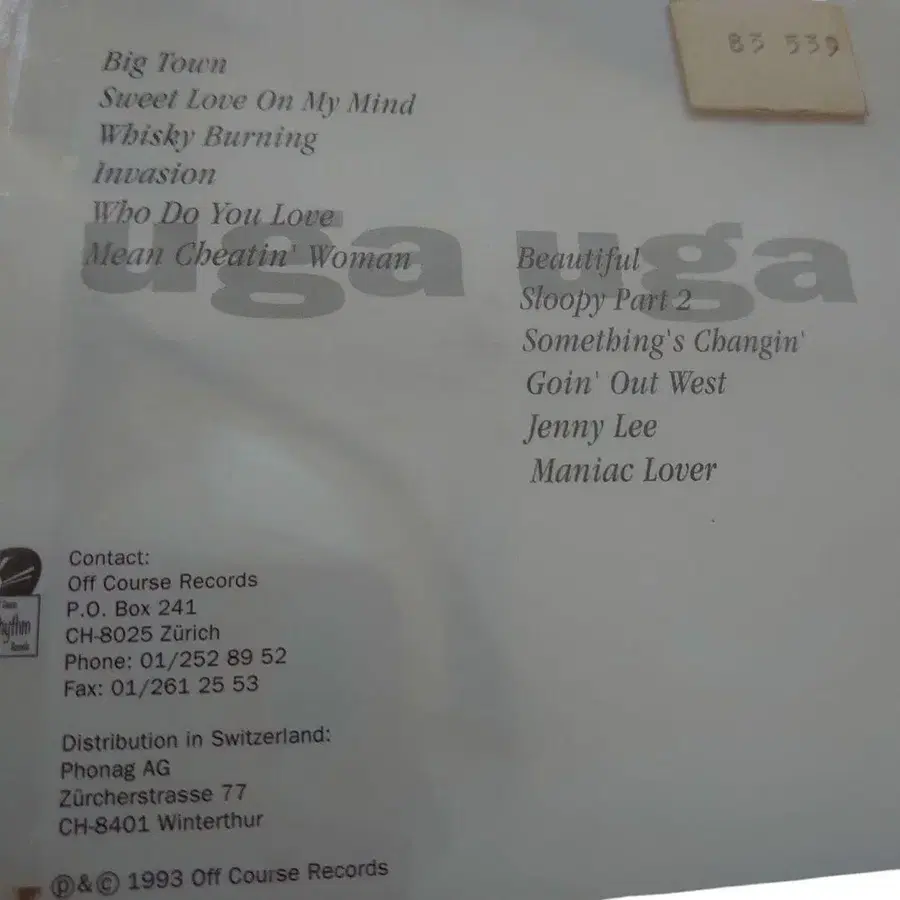 83 539
Big Town
Sweet Love On My Mind
Whisky Burning
Invasion
Who Do You Love
Mean Cheatin' Woman
uga uga
Beautiful
Sloopy Part 2
Something's Changin'
Goin' Out West
Jenny Lee
Maniac Lover
Contact:
Off Course Records
P.O. Box 241
CH-8025 Zürich
Phone: 01/252 89 52
Fax: 01/261 25 53
Distribution in Switzerland:
Phonag AG
Zürcherstrasse 77
CH-8401 Winterthur
℗&© 1993 Off Course Records